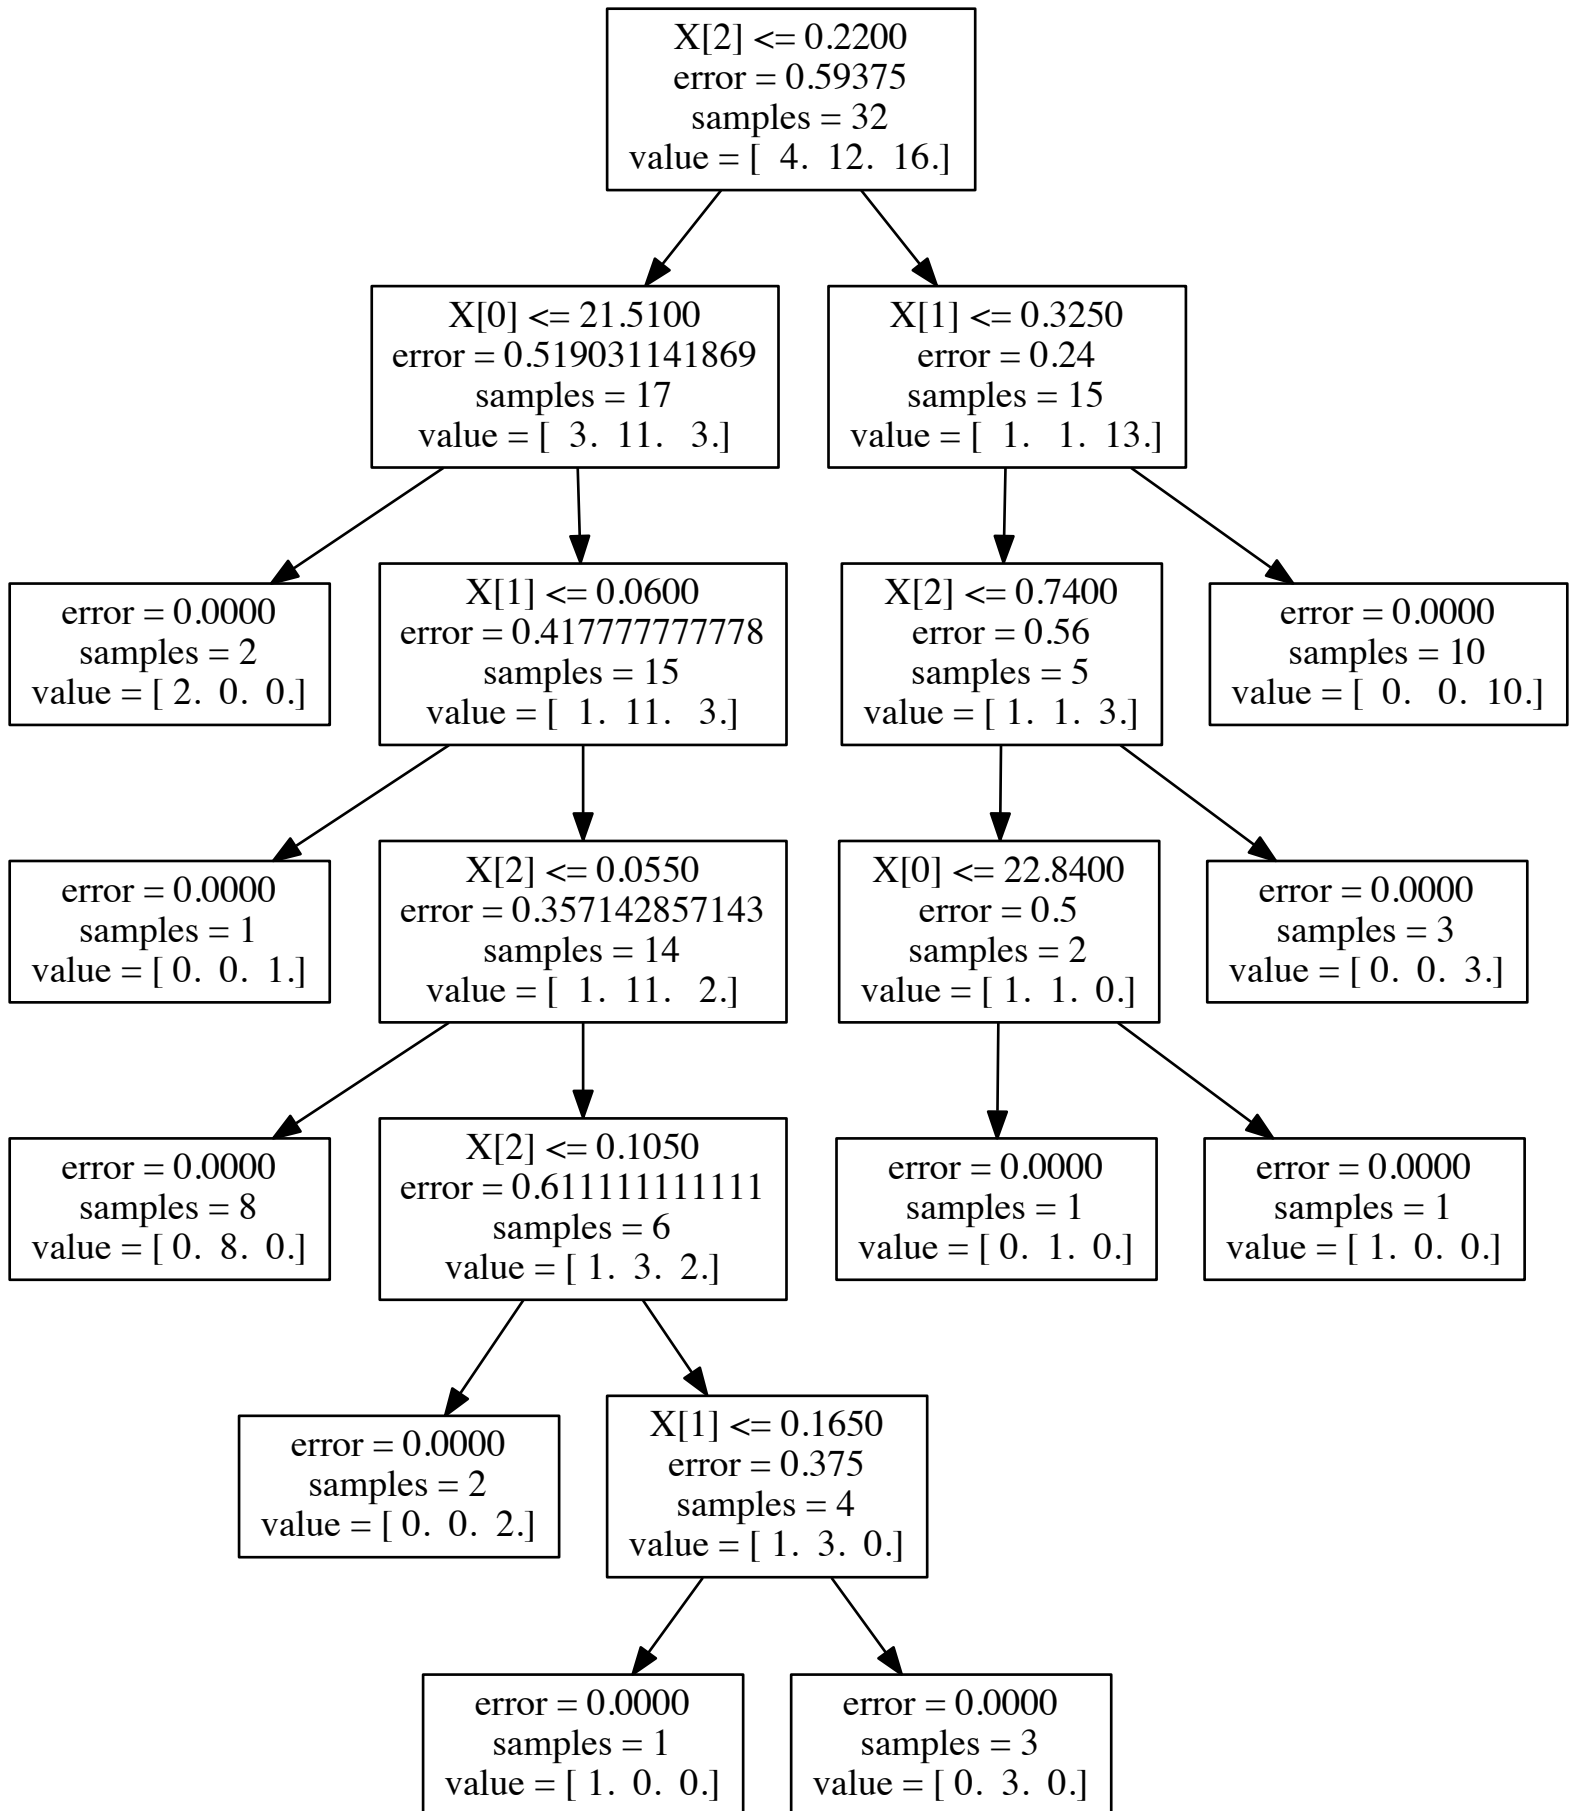 X[2] <= 0.2200
error = 0.59375
samples = 32
value = [  4.  12.  16.]
X[0] <= 21.5100
error = 0.519031141869
samples = 17
value = [  3.  11.   3.]
X[1] <= 0.3250
error = 0.24
samples = 15
value = [  1.   1.  13.]
error = 0.0000
samples = 2
value = [ 2.  0.  0.]
X[1] <= 0.0600
error = 0.417777777778
samples = 15
value = [  1.  11.   3.]
X[2] <= 0.7400
error = 0.56
samples = 5
value = [ 1.  1.  3.]
error = 0.0000
samples = 10
value = [  0.   0.  10.]
error = 0.0000
samples = 1
value = [ 0.  0.  1.]
X[2] <= 0.0550
error = 0.357142857143
samples = 14
value = [  1.  11.   2.]
X[0] <= 22.8400
error = 0.5
samples = 2
value = [ 1.  1.  0.]
error = 0.0000
samples = 3
value = [ 0.  0.  3.]
error = 0.0000
samples = 8
value = [ 0.  8.  0.]
X[2] <= 0.1050
error = 0.611111111111
samples = 6
value = [ 1.  3.  2.]
error = 0.0000
samples = 1
value = [ 0.  1.  0.]
error = 0.0000
samples = 1
value = [ 1.  0.  0.]
error = 0.0000
samples = 2
value = [ 0.  0.  2.]
X[1] <= 0.1650
error = 0.375
samples = 4
value = [ 1.  3.  0.]
error = 0.0000
samples = 1
value = [ 1.  0.  0.]
error = 0.0000
samples = 3
value = [ 0.  3.  0.]